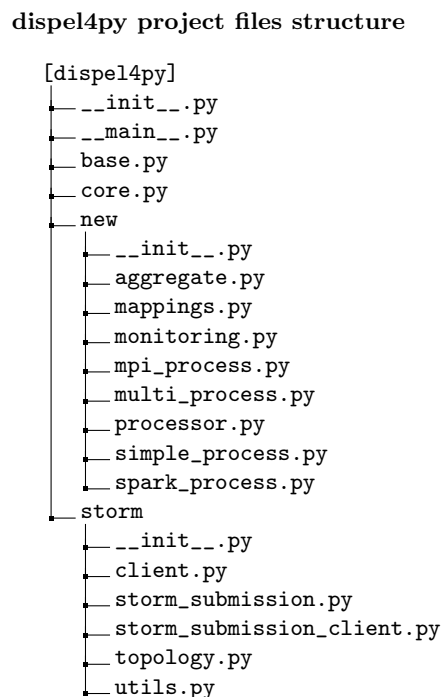 dispel4py project files structure
[dispel4py]
__init__.py
__main__.py
base.py
core.py
new
__init__.py
aggregate.py
mappings.py
monitoring.py
mpi_process.py
multi_process.py
processor.py
simple_process.py
spark_process.py
storm
__init__.py
client.py
storm_submission.py
storm_submission_client.py
topology.py
utils.py